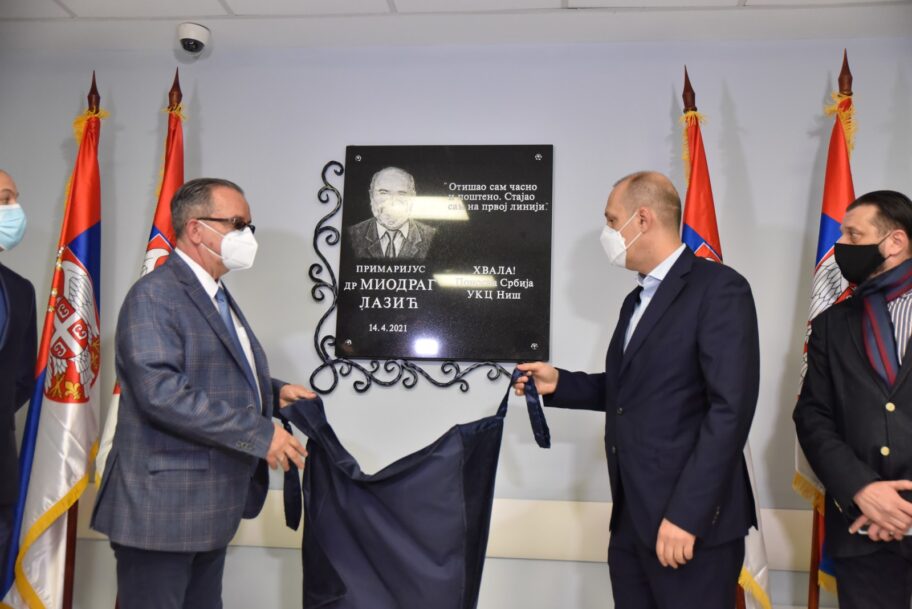 "Отишао сам часно
и поштено. Стајао
сам на првој линији."
ПРИМАРИЈУС
ДР МИОДРАГ
ЛАЗИЋ
14.4.2021
ХВАЛА!
Поносна Србија
УКЦ Ниш